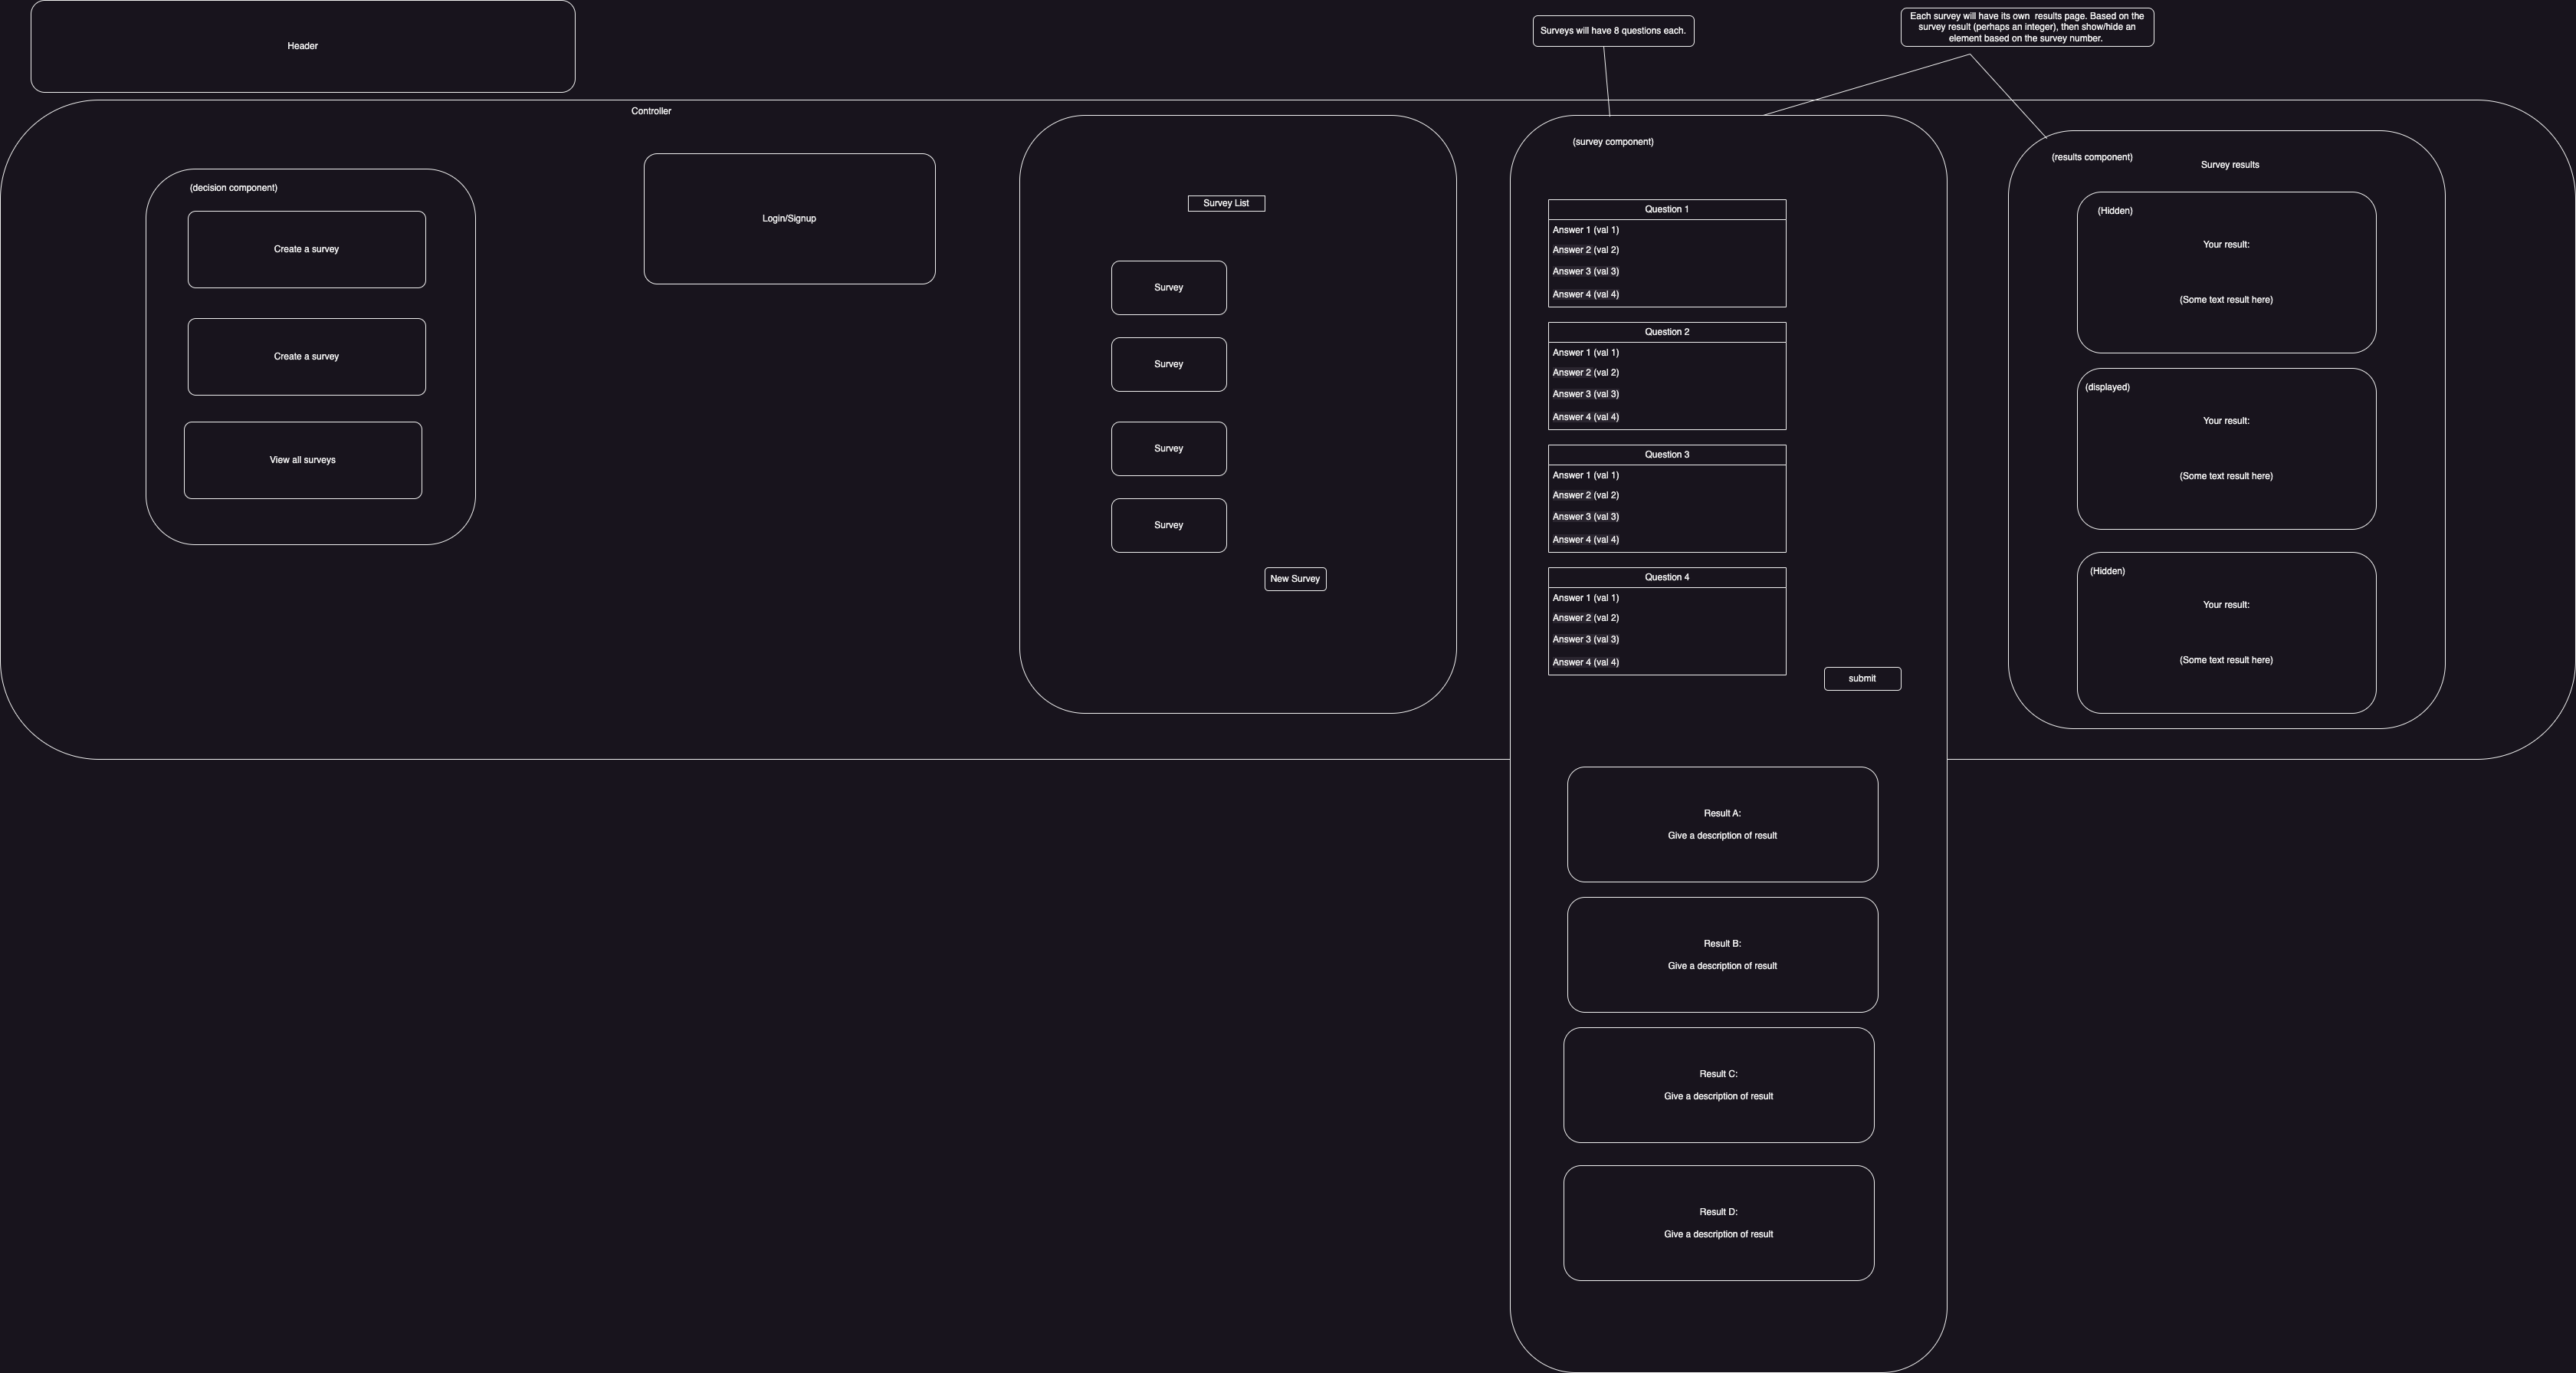 Header
Surveys will have 8 questions each.
Each survey will have its own  results page. Based on the
survey result (perhaps an integer), then show/hide an
element based on the survey number.
Controller
(decision component)
Create a survey
Create a survey
View all surveys
Login/Signup
Survey List
Survey
Survey
Survey
Survey
New Survey
(survey component)
Question 1
Answer 1 (val 1)
Answer 2 (val 2)
Answer 3 (val 3)
Answer 4 (val 4)
Question 2
Answer 1 (val 1)
Answer 2 (val 2)
Answer 3 (val 3)
Answer 4 (val 4)
Question 3
Answer 1 (val 1)
Answer 2 (val 2)
Answer 3 (val 3)
Answer 4 (val 4)
Question 4
Answer 1 (val 1)
Answer 2 (val 2)
Answer 3 (val 3)
Answer 4 (val 4)
submit
Result A:
Give a description of result
Result B:
Give a description of result
Result C:
Give a description of result
Result D:
Give a description of result
(results component)
Survey results
(Hidden)
Your result:
(Some text result here)
(displayed)
Your result:
(Some text result here)
(Hidden)
Your result:
(Some text result here)